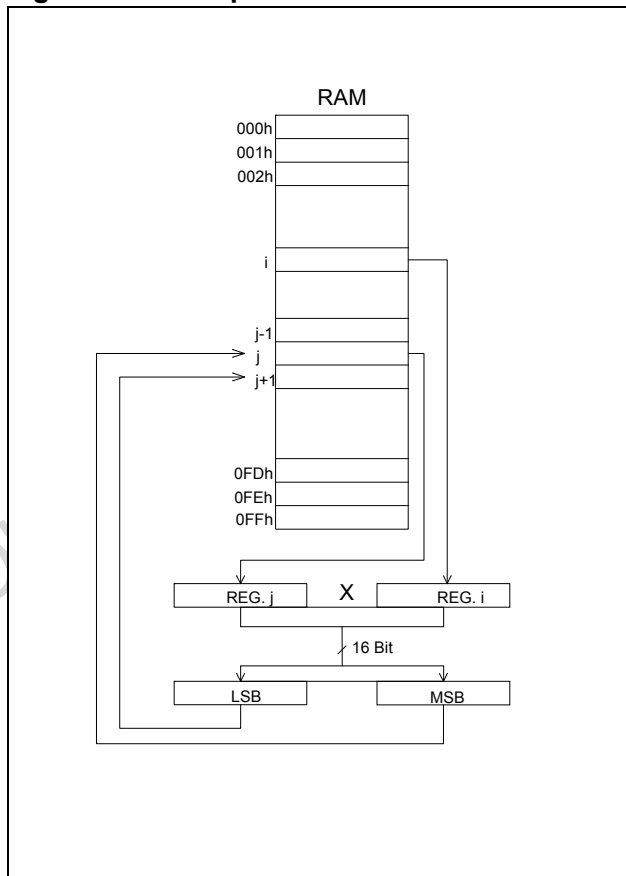 RAM
000h
001h
002h
i
j-1
j
j+1
0FDh
0FEh
0FFh
REG. j X REG. i
16 Bit
LSB MSB